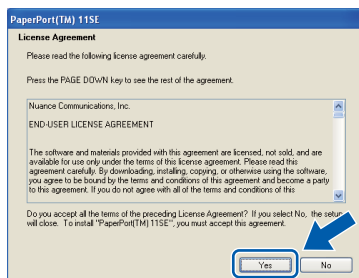 PaperPort(TM) 11SE
License Agreement
Please read the following license agreement carefully.
Press the PAGE DOWN key to see the rest of the agreement.
Nuance Communications, Inc.
END-USER LICENSE AGREEMENT
The software and materials provided with this agreement are licensed, not sold, and are
available for use only under the terms of this license agreement. Please read this
agreement carefully. By downloading, installing, copying, or otherwise using the software,
you agree to be bound by the terms and conditions of this agreement and become a party
to this agreement. If you do not agree with all of the terms and conditions of this
Do you accept all the terms of the preceding License Agreement? If you select No, the setup
will close. To install "PaperPort(TM) 11SE", you must accept this agreement.
Yes
No